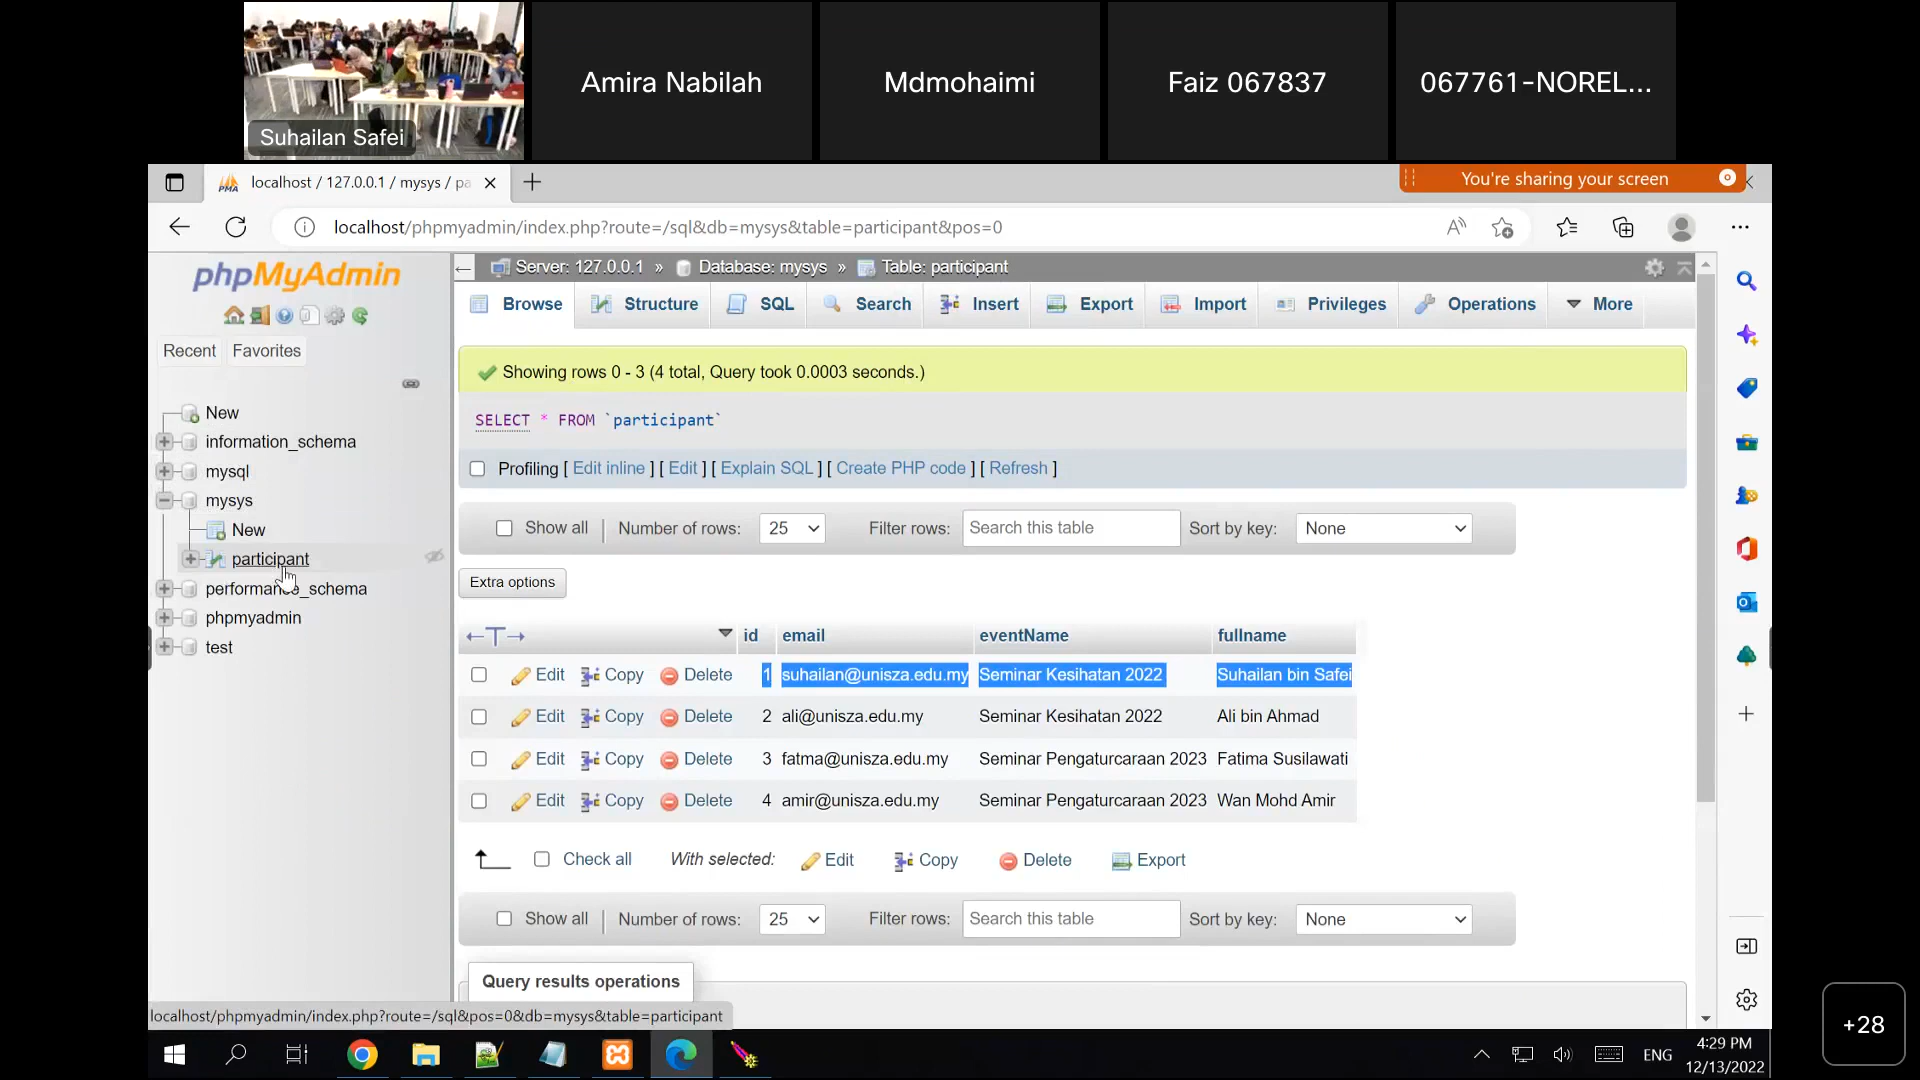 Suhailan Safei
Amira Nabilah
Mdmohaimi
Faiz 067837
067761-NOREL...
PMA localhost / 127.0.0.1 / mysys / pa
You're sharing your screen
localhost/phpmyadmin/index.php?route=/sql&db=mysys&table=participant&pos=0
phpMyAdmin
Recent Favorites
New
information_schema
mysql
mysys
New
participant
performance_schema
phpmyadmin
test
Server: 127.0.0.1 » Database: mysys » Table: participant
Browse Structure SQL Search Insert Export Import Privileges Operations More
Showing rows 0 - 3 (4 total, Query took 0.0003 seconds.)
SELECT * FROM `participant`
Profiling [ Edit inline ] [ Edit ] [ Explain SQL ] [ Create PHP code ] [ Refresh ]
Show all | Number of rows: 25 Filter rows: Search this table Sort by key: None
Extra options
id email eventName fullname
Edit Copy Delete 1 suhailan@unisza.edu.my Seminar Kesihatan 2022 Suhailan bin Safei
Edit Copy Delete 2 ali@unisza.edu.my Seminar Kesihatan 2022 Ali bin Ahmad
Edit Copy Delete 3 fatma@unisza.edu.my Seminar Pengaturcaraan 2023 Fatima Susilawati
Edit Copy Delete 4 amir@unisza.edu.my Seminar Pengaturcaraan 2023 Wan Mohd Amir
Check all With selected: Edit Copy Delete Export
Show all | Number of rows: 25 Filter rows: Search this table Sort by key: None
Query results operations
localhost/phpmyadmin/index.php?route=/sql&pos=0&db=mysys&table=participant
+28
ENG
4:29 PM
12/13/2022